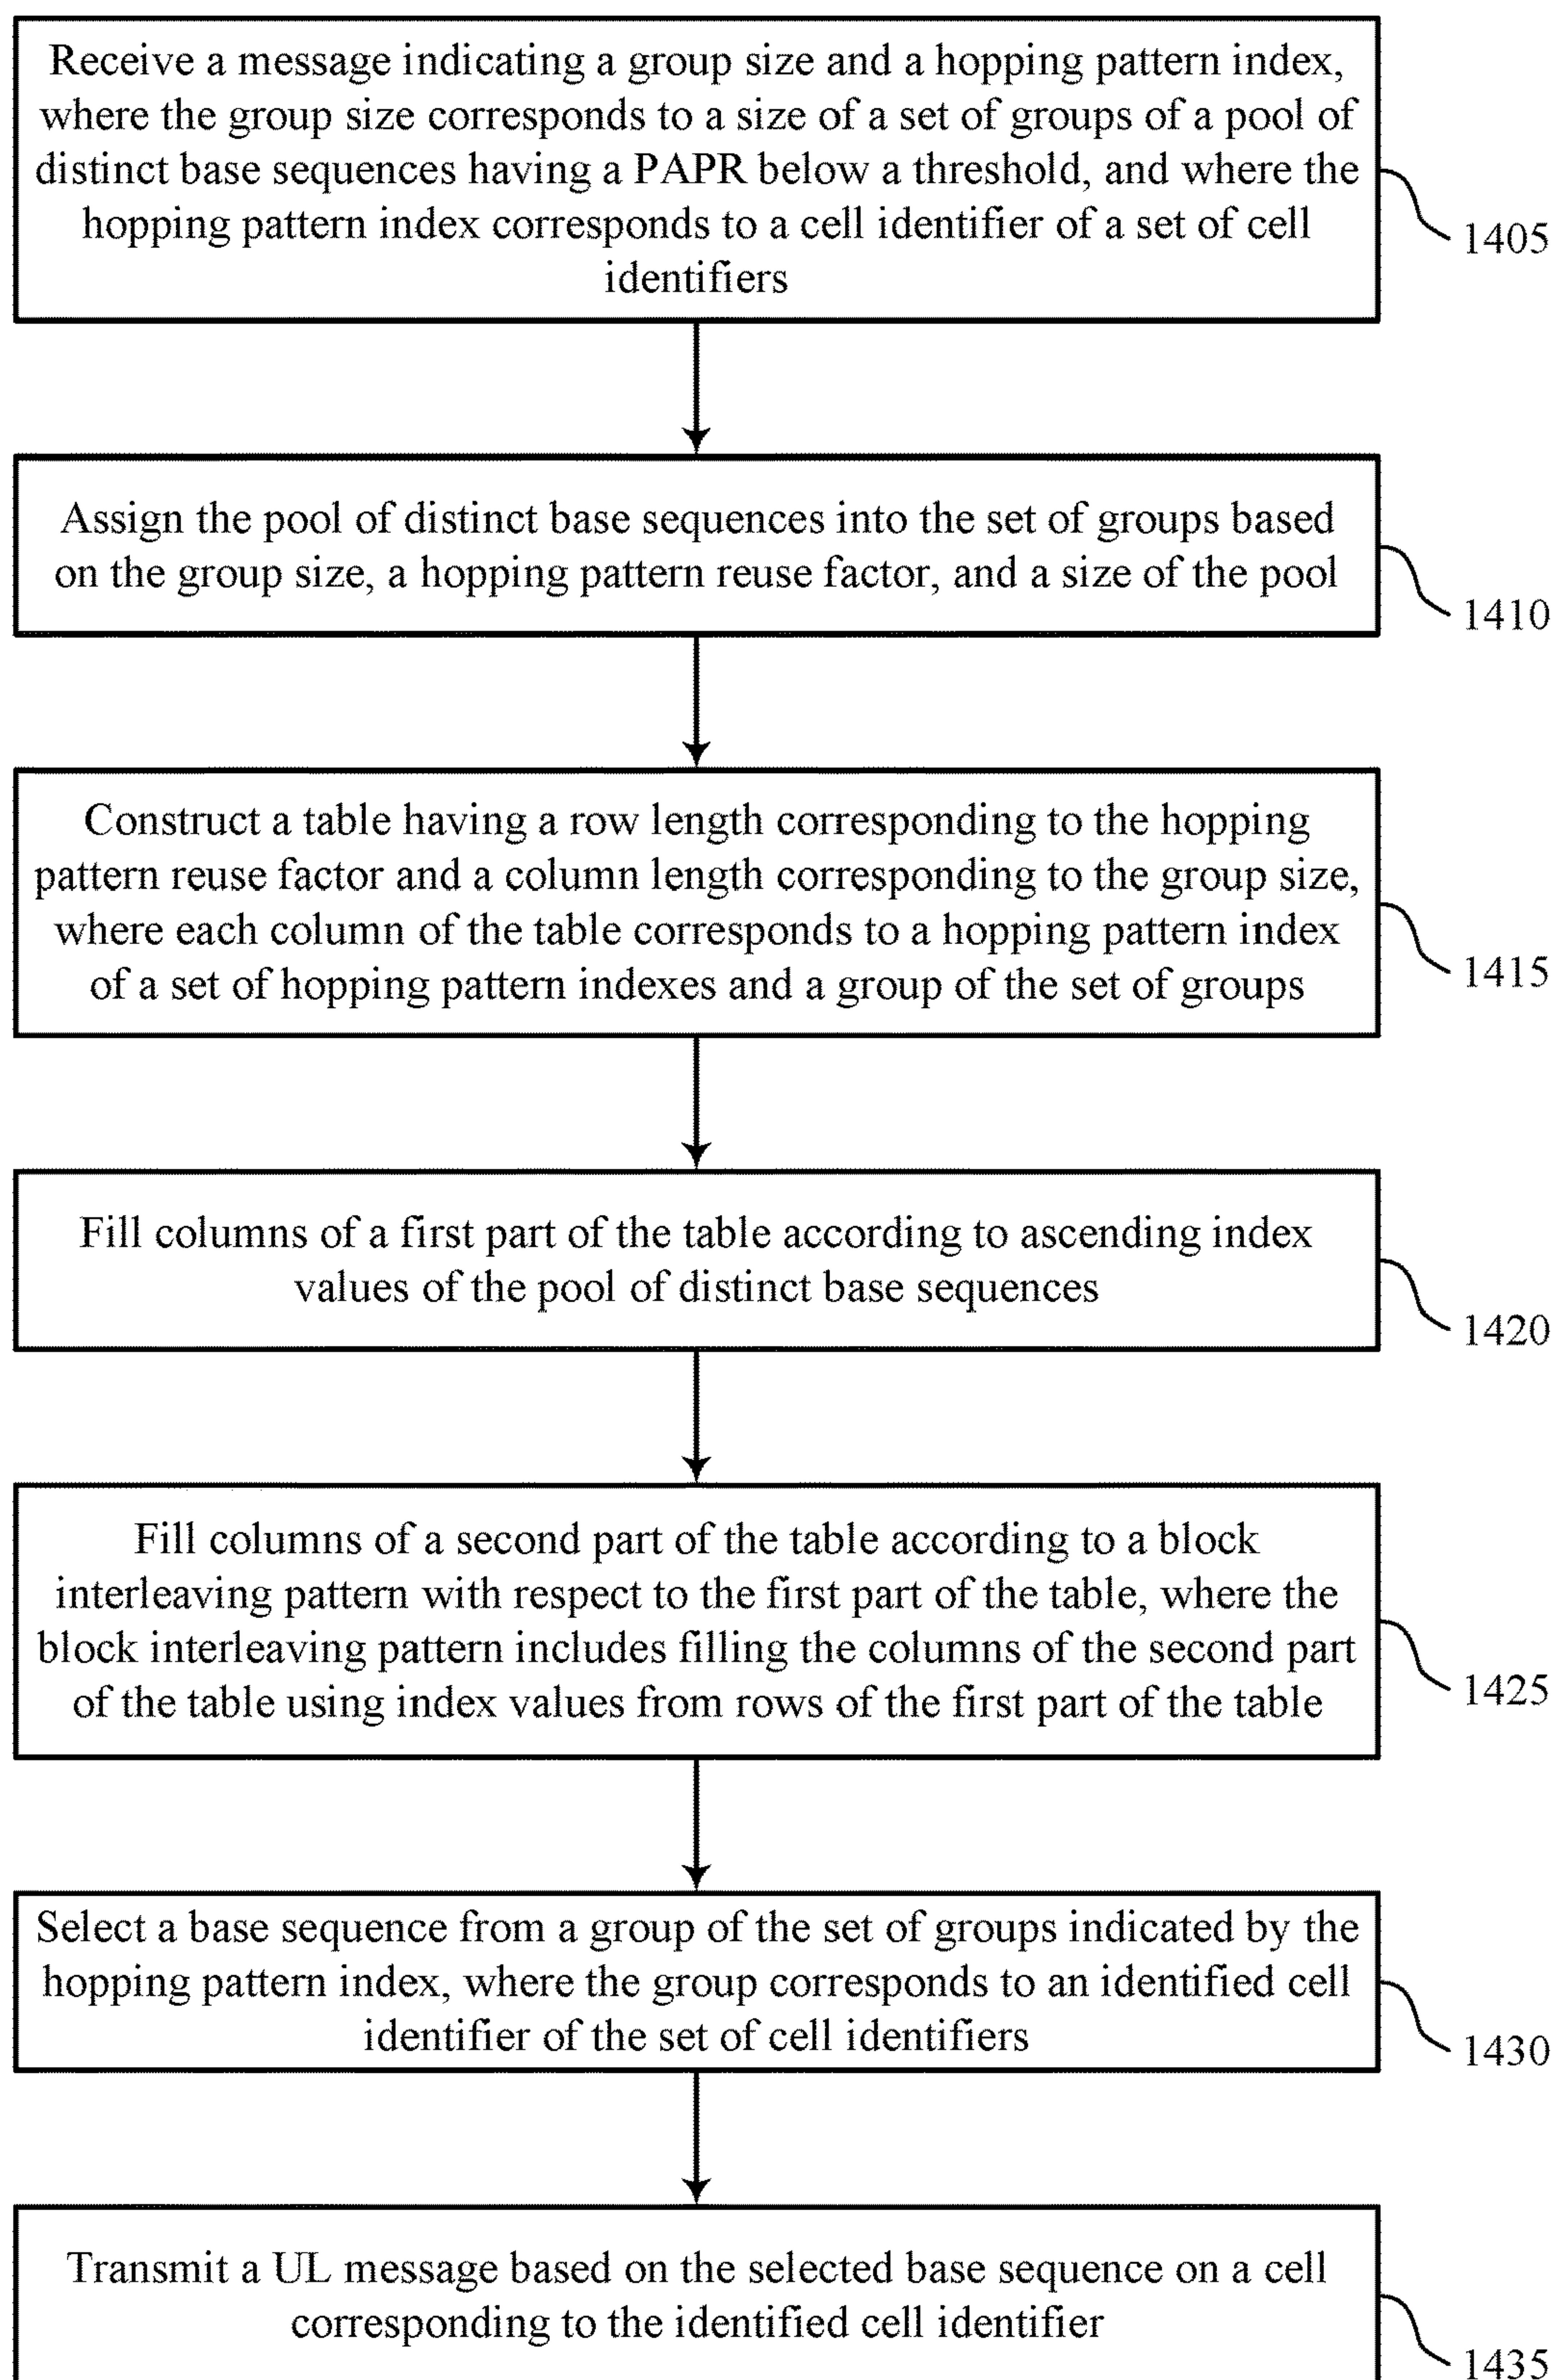 Receive a message indicating a group size and a hopping pattern index,
where the group size corresponds to a size of a set of groups of a pool of
distinct base sequences having a PAPR below a threshold, and where the
hopping pattern index corresponds to a cell identifier of a set of cell
identifiers
1405
Assign the pool of distinct base sequences into the set of groups based
on the group size, a hopping pattern reuse factor, and a size of the pool
1410
Construct a table having a row length corresponding to the hopping
pattern reuse factor and a column length corresponding to the group size,
where each column of the table corresponds to a hopping pattern index
of a set of hopping pattern indexes and a group of the set of groups
1415
Fill columns of a first part of the table according to ascending index
values of the pool of distinct base sequences
1420
Fill columns of a second part of the table according to a block
interleaving pattern with respect to the first part of the table, where the
block interleaving pattern includes filling the columns of the second part
of the table using index values from rows of the first part of the table
1425
Select a base sequence from a group of the set of groups indicated by the
hopping pattern index, where the group corresponds to an identified cell
identifier of the set of cell identifiers
1430
Transmit a UL message based on the selected base sequence on a cell
corresponding to the identified cell identifier
1435